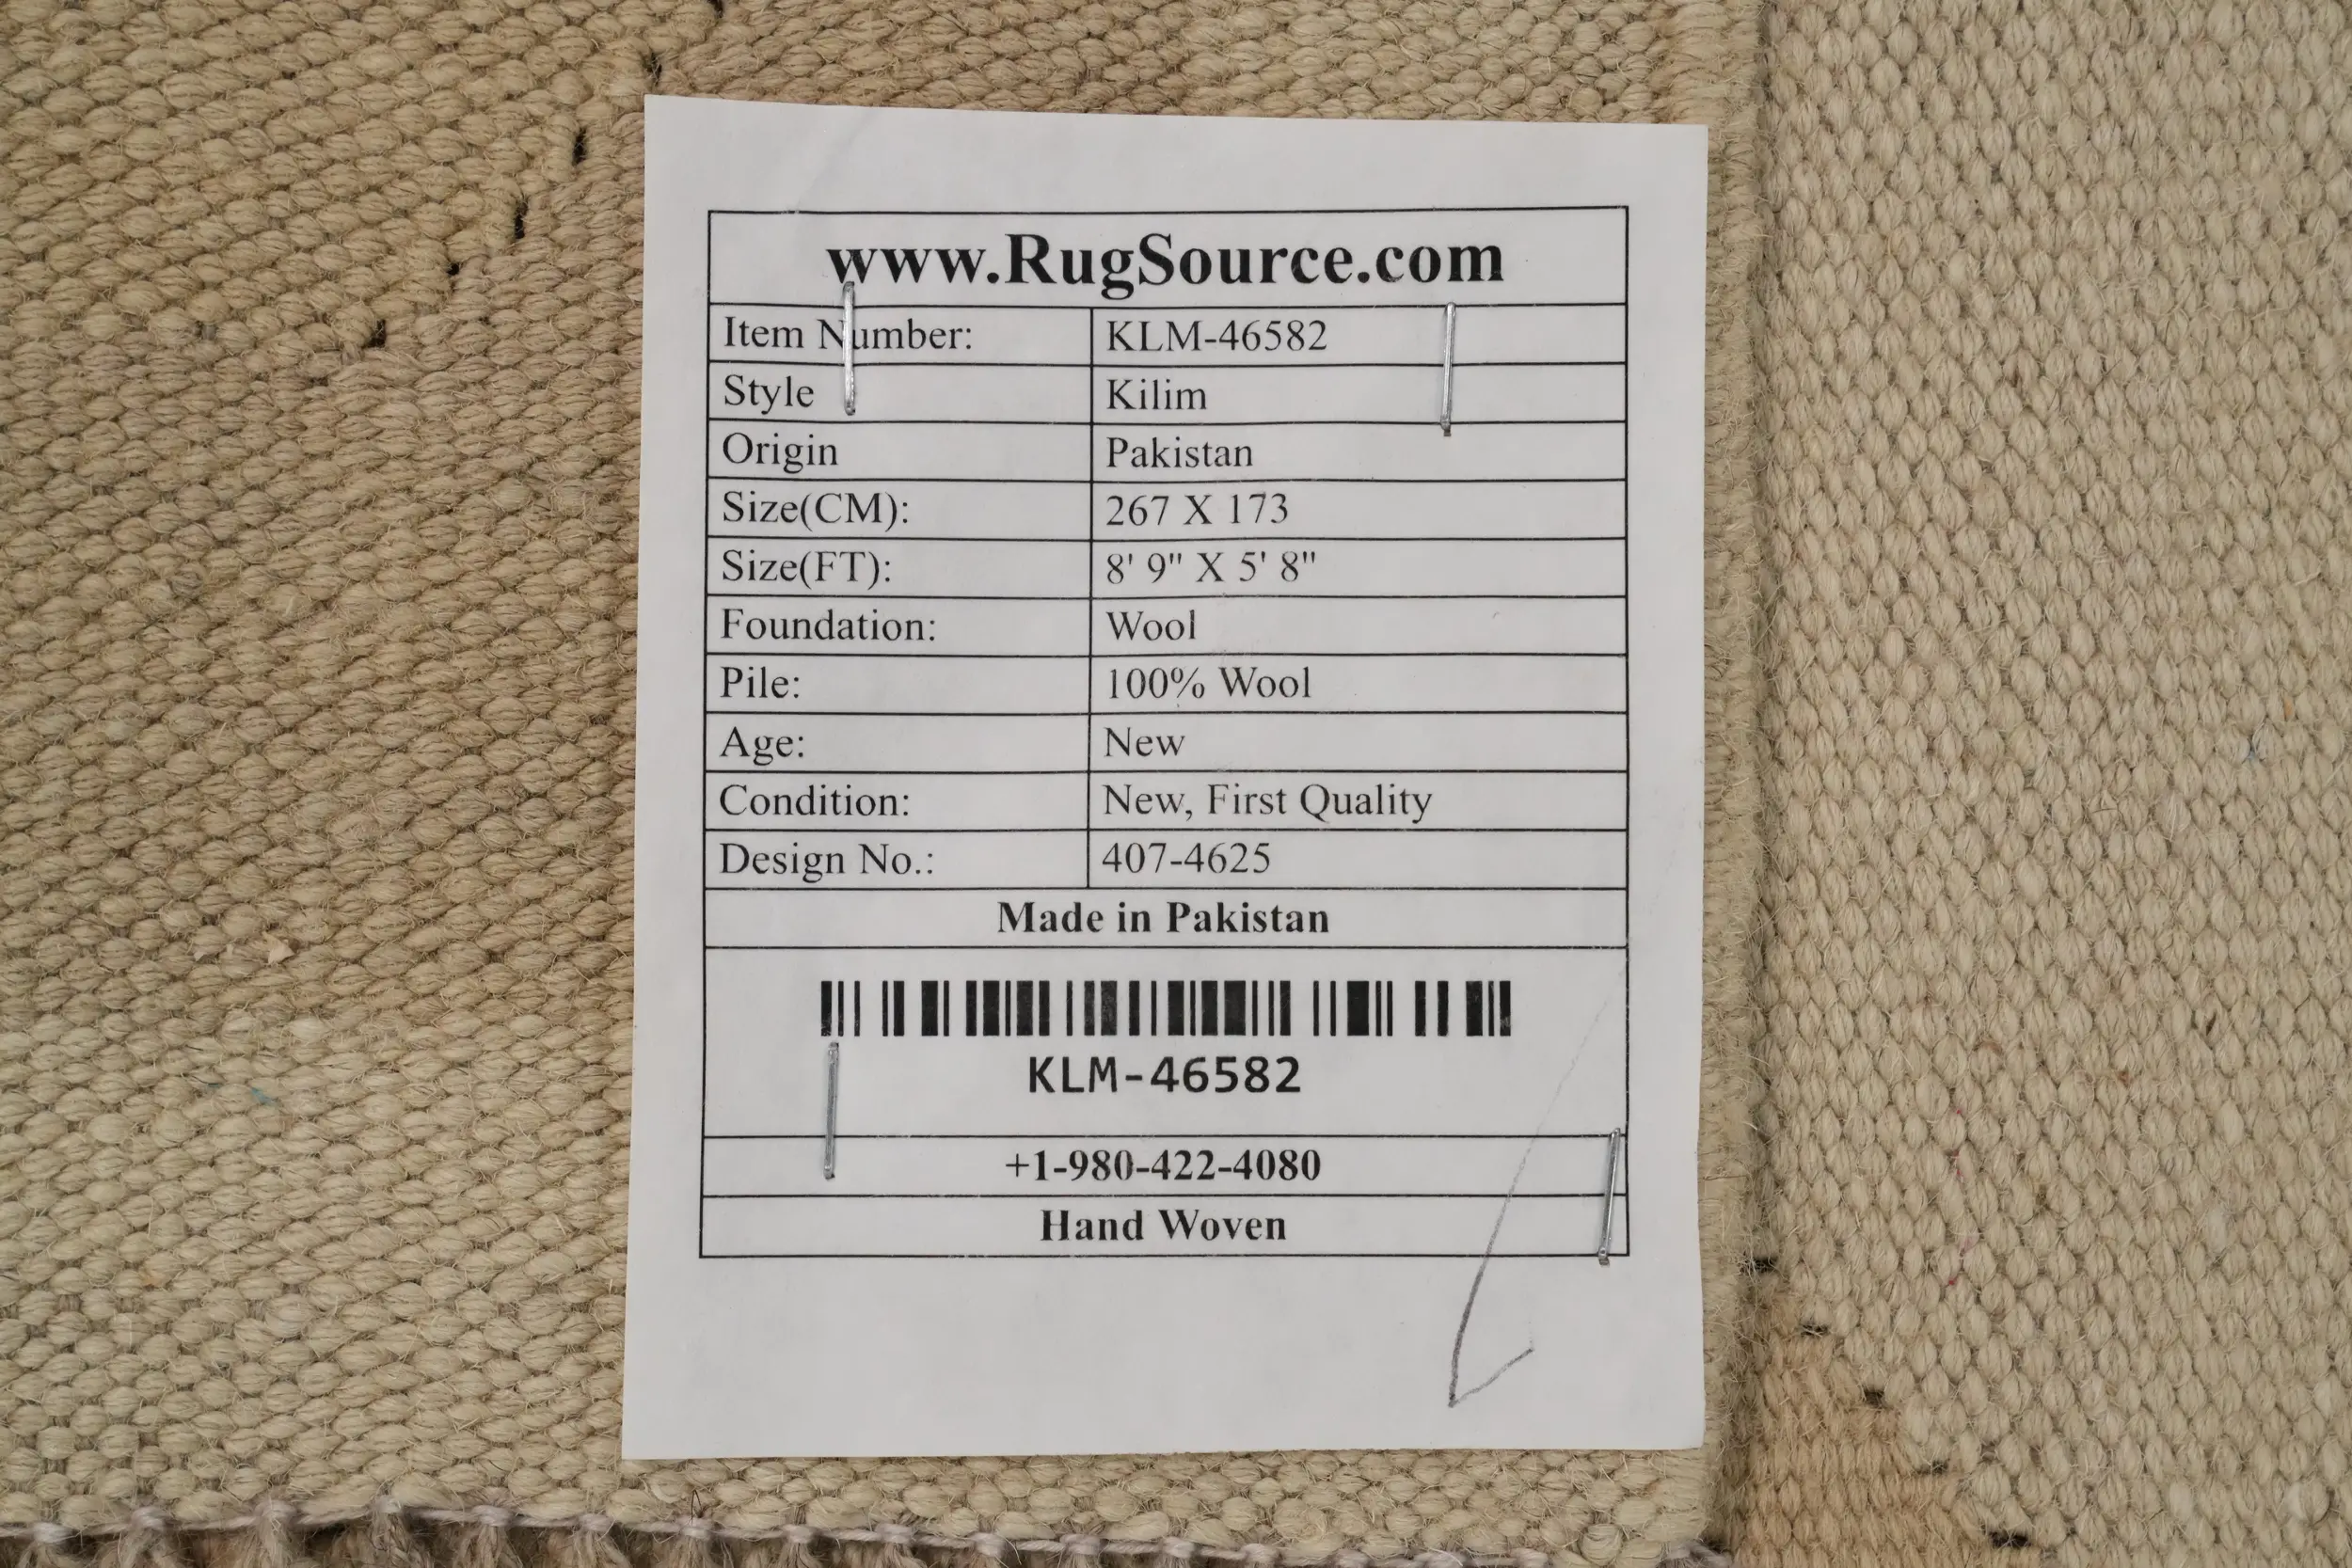 www.RugSource.com
Item Number: KLM-46582
Style Kilim
Origin Pakistan
Size(CM): 267 X 173
Size(FT): 8' 9" X 5' 8"
Foundation: Wool
Pile: 100% Wool
Age: New
Condition: New, First Quality
Design No.: 407-4625
Made in Pakistan
KLM-46582
+1-980-422-4080
Hand Woven